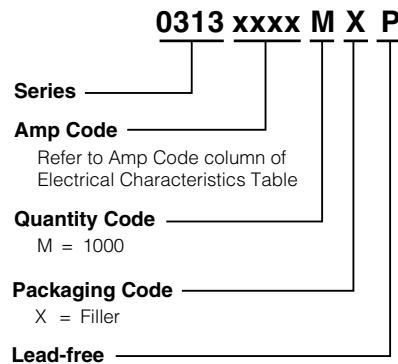 0313 xxxx M X P
Series
Amp Code
Refer to Amp Code column of
Electrical Characteristics Table
Quantity Code
M = 1000
Packaging Code
X = Filler
Lead-free